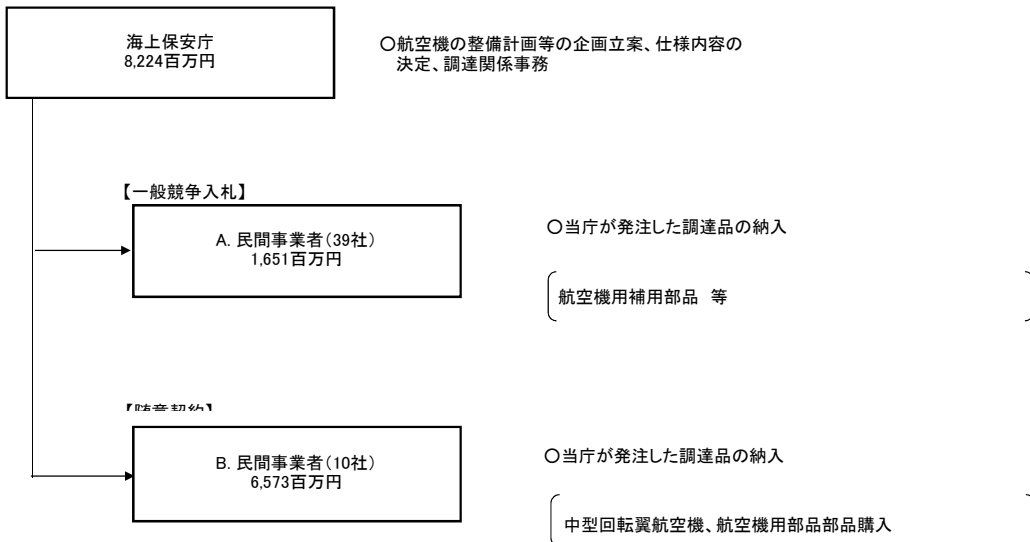 海上保安庁
8,224百万円
○航空機の整備計画等の企画立案、仕様内容の
決定、調達関係事務
【一般競争入札】
A. 民間事業者(39社)
1,651百万円
○当庁が発注した調達品の納入
航空機用補用部品 等
【随意契約】
B. 民間事業者(10社)
6,573百万円
○当庁が発注した調達品の納入
中型回転翼航空機、航空機用部品部品購入